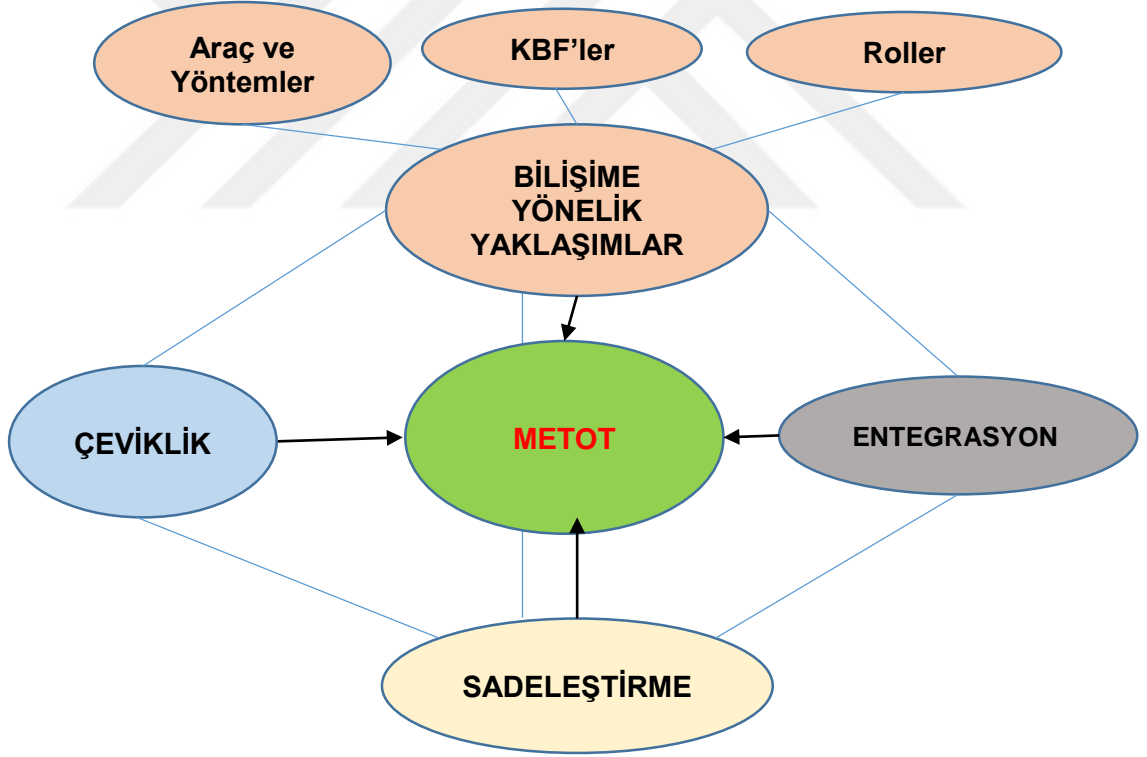 Araç ve
Yöntemler
KBF’ler
Roller
BİLİŞİME
YÖNELİK
YAKLAŞIMLAR
ÇEVİKLİK
METOT
ENTEGRASYON
SADELEŞTİRME